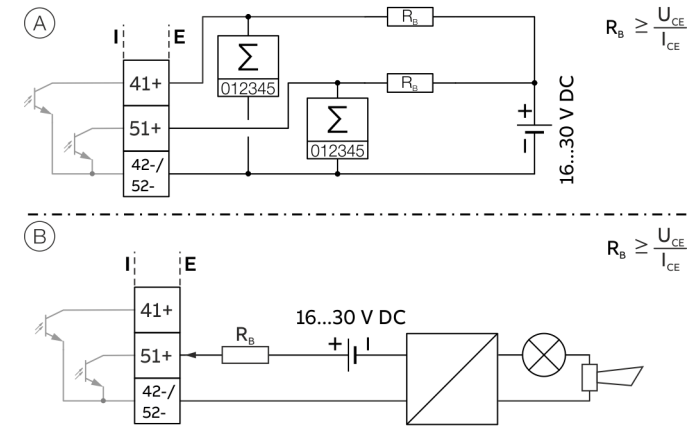 A
I E
41+
51+
42-/
52-
Σ
012345
Σ
012345
R_B
R_B
+
–
16...30 V DC
R_B ≥ U_CE
I_CE
B
I E
41+
51+
42-/
52-
R_B
16...30 V DC
+ –
R_B ≥ U_CE
I_CE